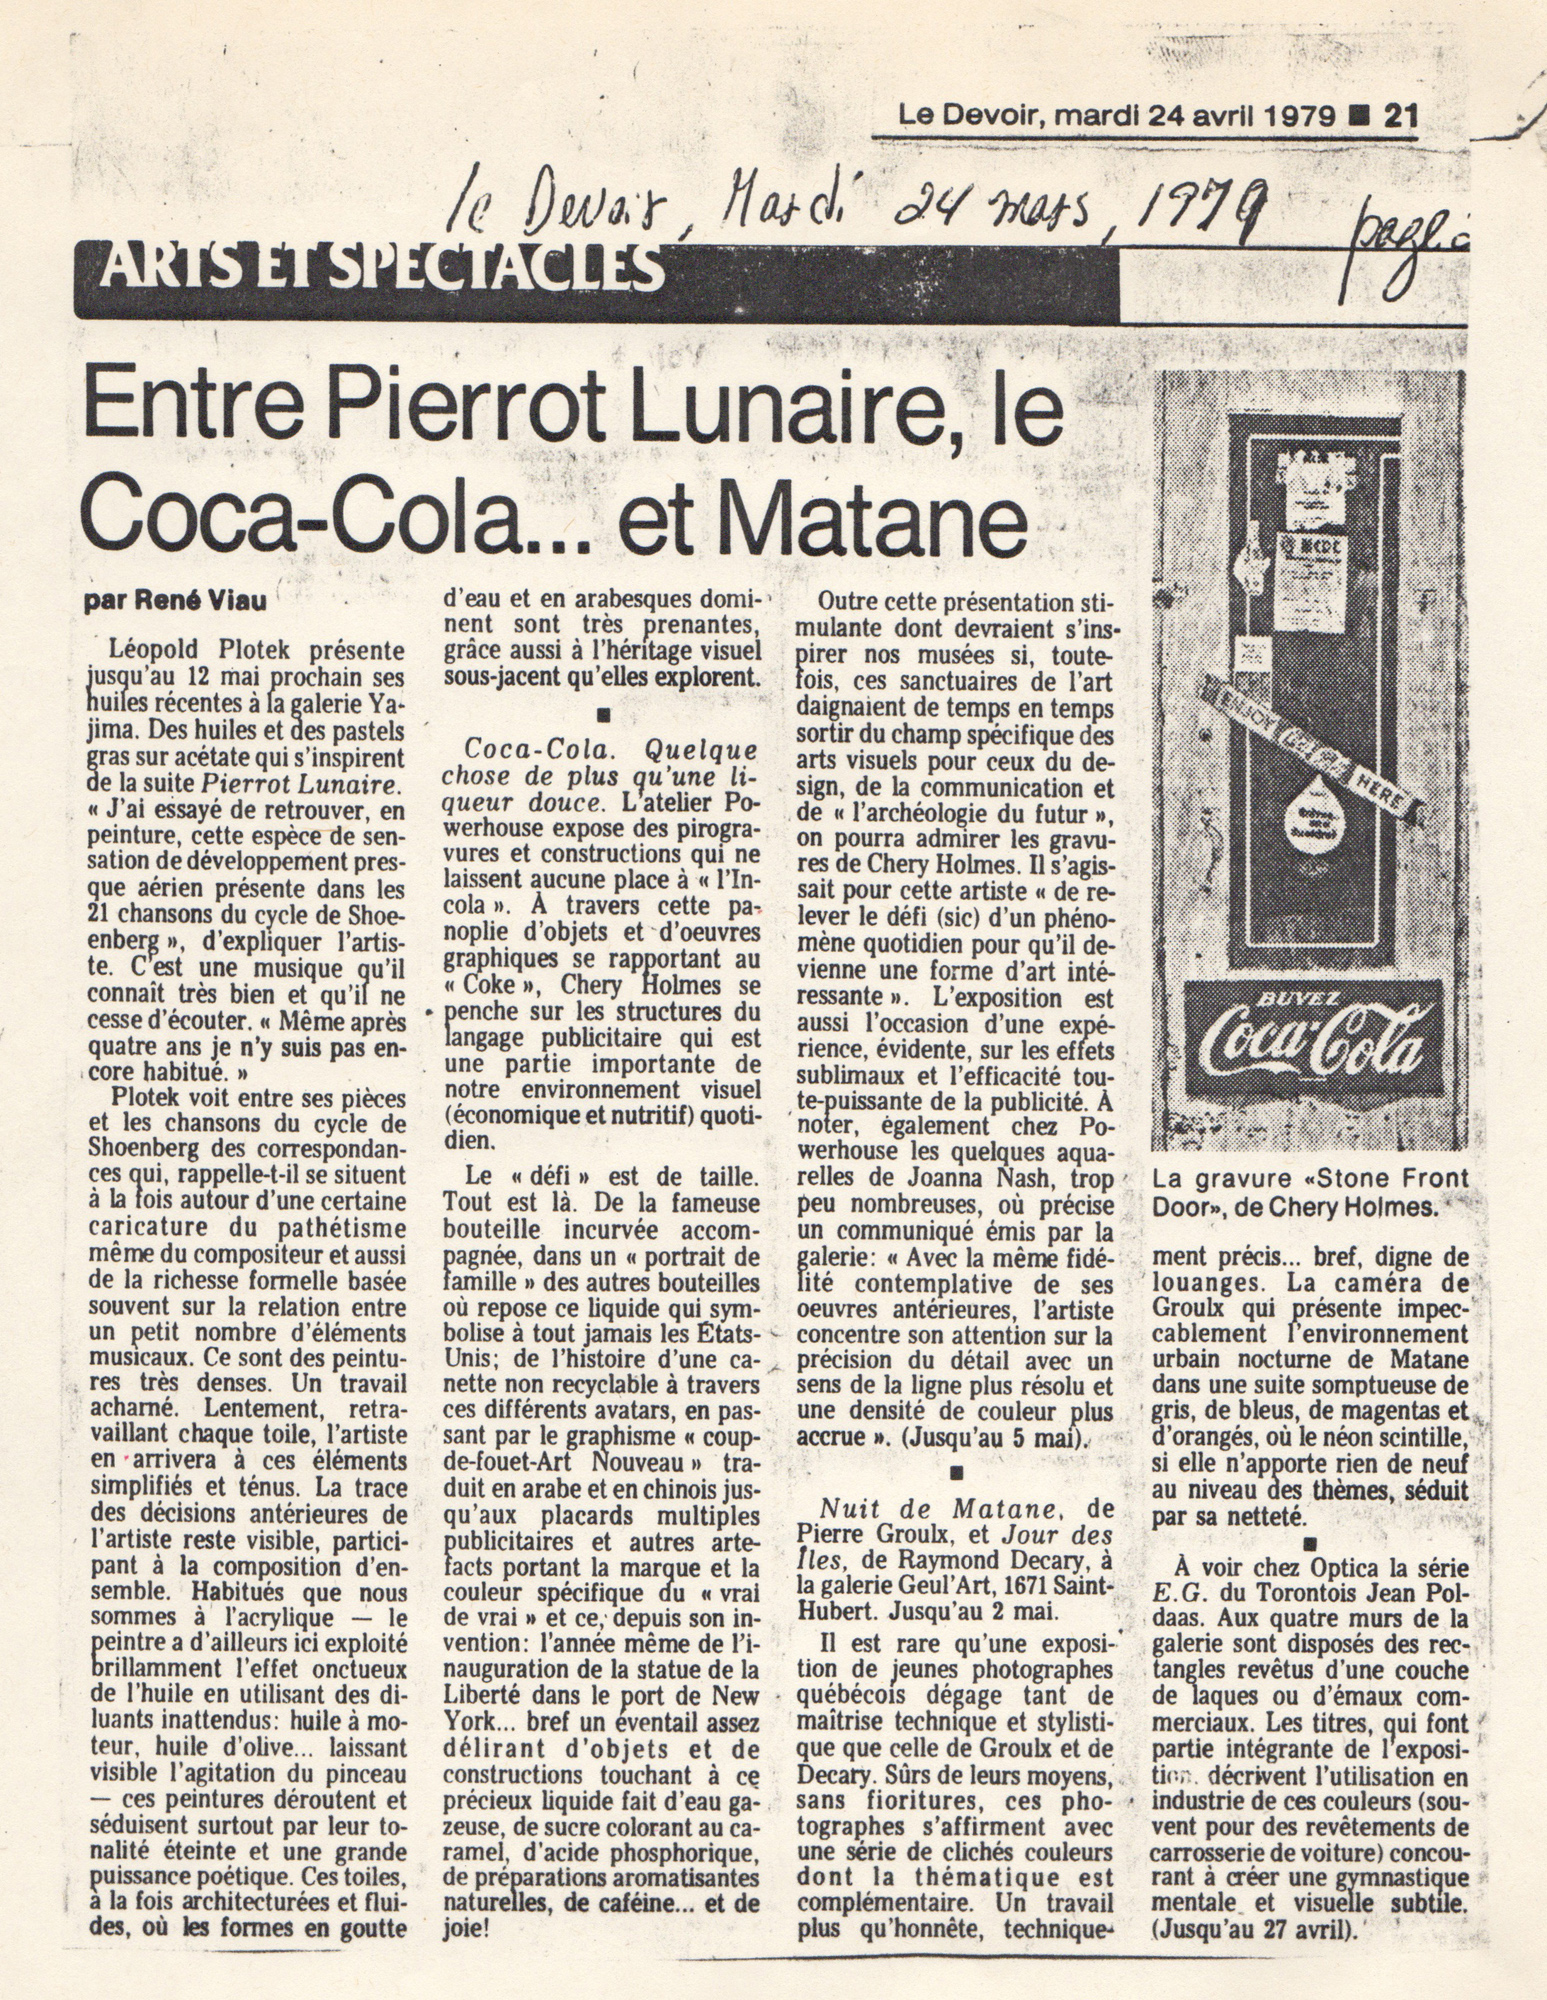 Le Devoir, mardi 24 avril 1979 ■ 21
le Devoir, Mardi 24 mars, 1979
ARTS ET SPECTACLES
Entre Pierrot Lunaire, le
Coca-Cola... et Matane
par René Viau
Léopold Plotek présente
jusqu'au 12 mai prochain ses
huiles récentes à la galerie Ya-
jima. Des huiles et des pastels
gras sur acétate qui s'inspirent
de la suite Pierrot Lunaire.
« J'ai essayé de retrouver, en
peinture, cette espèce de sen-
sation de développement pres-
que aérien présente dans les
21 chansons du cycle de Shoe-
enberg », d'expliquer l'artis-
te. C'est une musique qu'il
connaît très bien et qu'il ne
cesse d'écouter. « Même après
quatre ans je n'y suis pas en-
core habitué. »
Plotek voit entre ses pièces
et les chansons du cycle de
Shoenberg des correspondan-
ces qui, rappelle-t-il se situent
à la fois autour d'une certaine
caricature du pathétisme
même du compositeur et aussi
de la richesse formelle basée
souvent sur la relation entre
un petit nombre d'éléments
musicaux. Ce sont des peintu-
res très denses. Un travail
acharné. Lentement, retra-
vaillant chaque toile, l'artiste
en arrivera à ces éléments
simplifiés et ténus. La trace
des décisions antérieures de
l'artiste reste visible, partici-
pant à la composition d'en-
semble. Habitués que nous
sommes à l'acrylique — le
peintre a d'ailleurs ici exploité
brillamment l'effet onctueux
de l'huile en utilisant des di-
luants inattendus: huile à mo-
teur, huile d'olive... laissant
visible l'agitation du pinceau
— ces peintures déroutent et
séduisent surtout par leur to-
nalité éteinte et une grande
puissance poétique. Ces toiles,
à la fois architecturées et flui-
des, où les formes en goutte
d'eau et en arabesques domi-
nent sont très prenantes,
grâce aussi à l'héritage visuel
sous-jacent qu'elles explorent.
■
Coca-Cola. Quelque
chose de plus qu'une li-
queur douce. L'atelier Po-
werhouse expose des pirogra-
vures et constructions qui ne
laissent aucune place à « l'In-
cola ». À travers cette pa-
noplie d'objets et d'oeuvres
graphiques se rapportant au
« Coke », Chery Holmes se
penche sur les structures du
langage publicitaire qui est
une partie importante de
notre environnement visuel
(économique et nutritif) quoti-
dien.
Le « défi » est de taille.
Tout est là. De la fameuse
bouteille incurvée accom-
pagnée, dans un « portrait de
famille » des autres bouteilles
où repose ce liquide qui sym-
bolise à tout jamais les États-
Unis; de l'histoire d'une ca-
nette non recyclable à travers
ces différents avatars, en pas-
sant par le graphisme « coup-
de-fouet-Art Nouveau » tra-
duit en arabe et en chinois jus-
qu'aux placards multiples
publicitaires et autres arte-
facts portant la marque et la
couleur spécifique du « vrai
de vrai » et ce, depuis son in-
vention: l'année même de l'i-
nauguration de la statue de la
Liberté dans le port de New
York... bref un éventail assez
délirant d'objets et de
constructions touchant à ce
précieux liquide fait d'eau ga-
zeuse, de sucre colorant au ca-
ramel, d'acide phosphorique,
de préparations aromatisantes
naturelles, de caféine... et de
joie!
Outre cette présentation sti-
mulante dont devraient s'ins-
pirer nos musées si, toute-
fois, ces sanctuaires de l'art
daignaient de temps en temps
sortir du champ spécifique des
arts visuels pour ceux du de-
sign, de la communication et
de « l'archéologie du futur »,
on pourra admirer les gravu-
res de Chery Holmes. Il s'agis-
sait pour cette artiste « de re-
lever le défi (sic) d'un phéno-
mène quotidien pour qu'il de-
vienne une forme d'art inté-
ressante ». L'exposition est
aussi l'occasion d'une expé-
rience, évidente, sur les effets
sublimaux et l'efficacité tou-
te-puissante de la publicité. À
noter, également chez Po-
werhouse les quelques aqua-
relles de Joanna Nash, trop
peu nombreuses, où précise
un communiqué émis par la
galerie: « Avec la même fidé-
lité contemplative de ses
oeuvres antérieures, l'artiste
concentre son attention sur la
précision du détail avec un
sens de la ligne plus résolu et
une densité de couleur plus
accrue ». (Jusqu'au 5 mai).
■
Nuit de Matane, de
Pierre Groulx, et Jour des
Îles, de Raymond Decary, à
la galerie Geul'Art, 1671 Saint-
Hubert. Jusqu'au 2 mai.
Il est rare qu'une exposi-
tion de jeunes photographes
québécois dégage tant de
maîtrise technique et stylisti-
que que celle de Groulx et de
Decary. Sûrs de leurs moyens,
sans fioritures, ces pho-
tographes s'affirment avec
une série de clichés couleurs
dont la thématique est
complémentaire. Un travail
plus qu'honnête, technique-
ENJOY Coca-Cola HERE
BUVEZ
Coca-Cola
La gravure «Stone Front
Door», de Chery Holmes.
ment précis... bref, digne de
louanges. La caméra de
Groulx qui présente impec-
cablement l'environnement
urbain nocturne de Matane
dans une suite somptueuse de
gris, de bleus, de magentas et
d'orangés, où le néon scintille,
si elle n'apporte rien de neuf
au niveau des thèmes, séduit
par sa netteté.
■
À voir chez Optica la série
E.G. du Torontois Jean Pol-
daas. Aux quatre murs de la
galerie sont disposés des rec-
tangles revêtus d'une couche
de laques ou d'émaux com-
merciaux. Les titres, qui font
partie intégrante de l'exposi-
tion. décrivent l'utilisation en
industrie de ces couleurs (sou-
vent pour des revêtements de
carrosserie de voiture) concou-
rant à créer une gymnastique
mentale et visuelle subtile.
(Jusqu'au 27 avril).